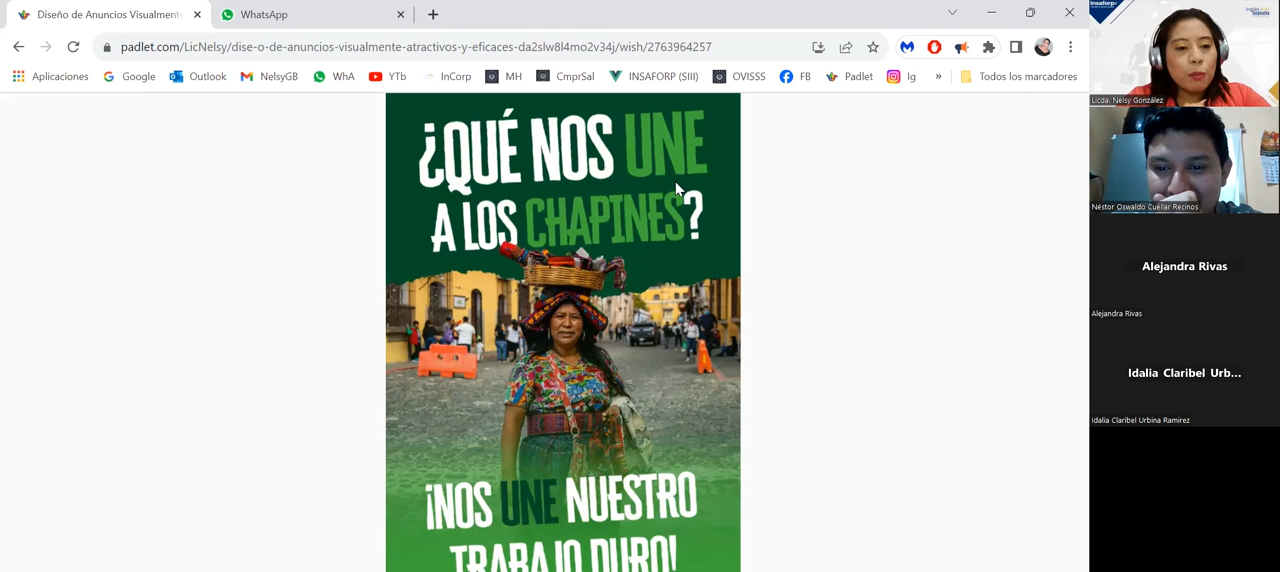 Diseño de Anuncios Visualment
WhatsApp
padlet.com/LicNelsy/dise-o-de-anuncios-visualmente-atractivos-y-eficaces-da2slw8l4mo2v34j/wish/2763964257
Aplicaciones Google Outlook NelsyGB WhA YTb InCorp MH CmprSal INSAFORP (SIII) OVISSS FB Padlet Ig » Todos los marcadores
¿QUÉ NOS UNE
A LOS CHAPINES?
¡NOS UNE NUESTRO
TRABAJO DURO!
Insaforp
Licda. Nelsy González
Néstor Oswaldo Cuéllar Recinos
Alejandra Rivas
Alejandra Rivas
Idalia Claribel Urb...
Idalia Claribel Urbina Ramirez